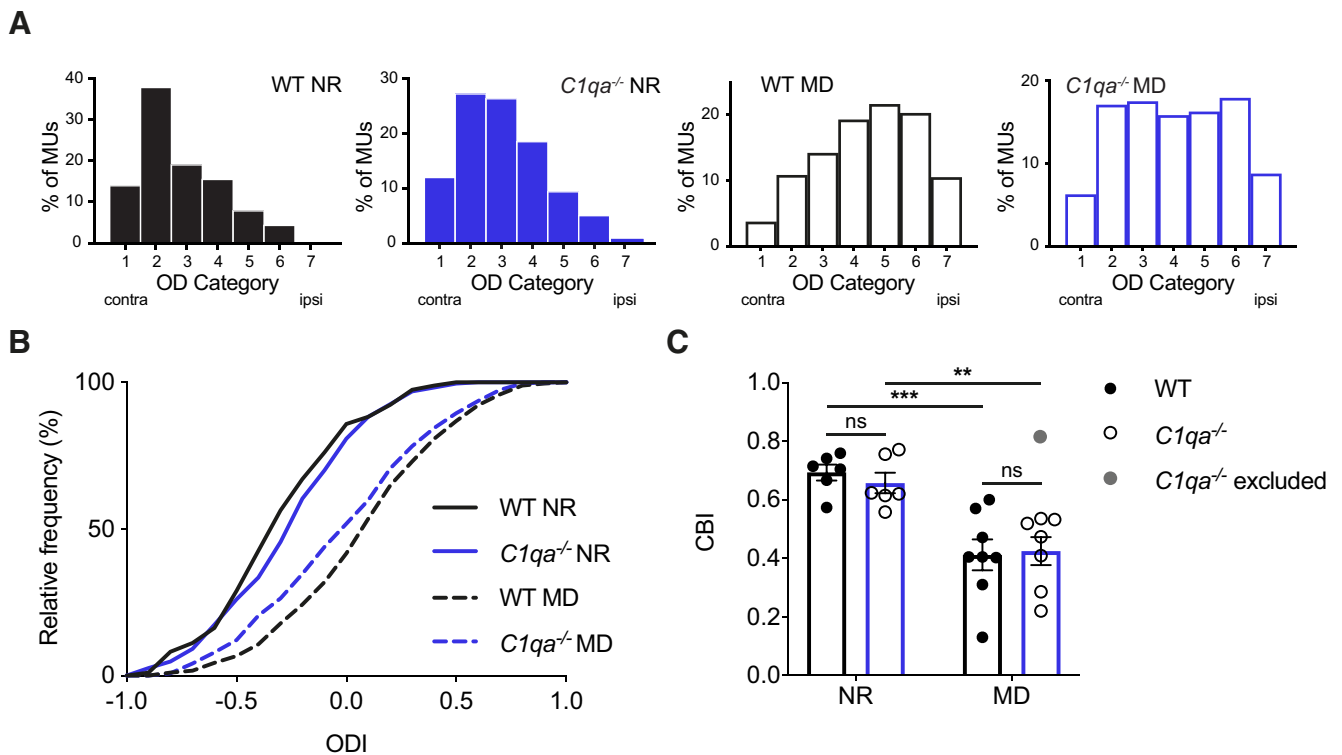 A
WT NR
% of MUs
40
30
20
10
0
1 2 3 4 5 6 7
OD Category
contra ipsi
C1qa-/- NR
% of MUs
30
20
10
0
1 2 3 4 5 6 7
OD Category
contra ipsi
WT MD
% of MUs
20
10
0
1 2 3 4 5 6 7
OD Category
contra ipsi
C1qa-/- MD
% of MUs
20
10
0
1 2 3 4 5 6 7
OD Category
contra ipsi
B
Relative frequency (%)
100
50
0
-1.0 -0.5 0.0 0.5 1.0
ODI
WT NR
C1qa-/- NR
WT MD
C1qa-/- MD
C
CBI
1.0
0.8
0.6
0.4
0.2
0.0
**
***
ns
ns
NR MD
WT
C1qa-/-
C1qa-/- excluded